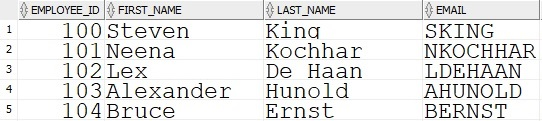 EMPLOYEE_ID FIRST_NAME LAST_NAME EMAIL
1 100 Steven King SKING
2 101 Neena Kochhar NKOCHHAR
3 102 Lex De Haan LDEHAAN
4 103 Alexander Hunold AHUNOLD
5 104 Bruce Ernst BERNST